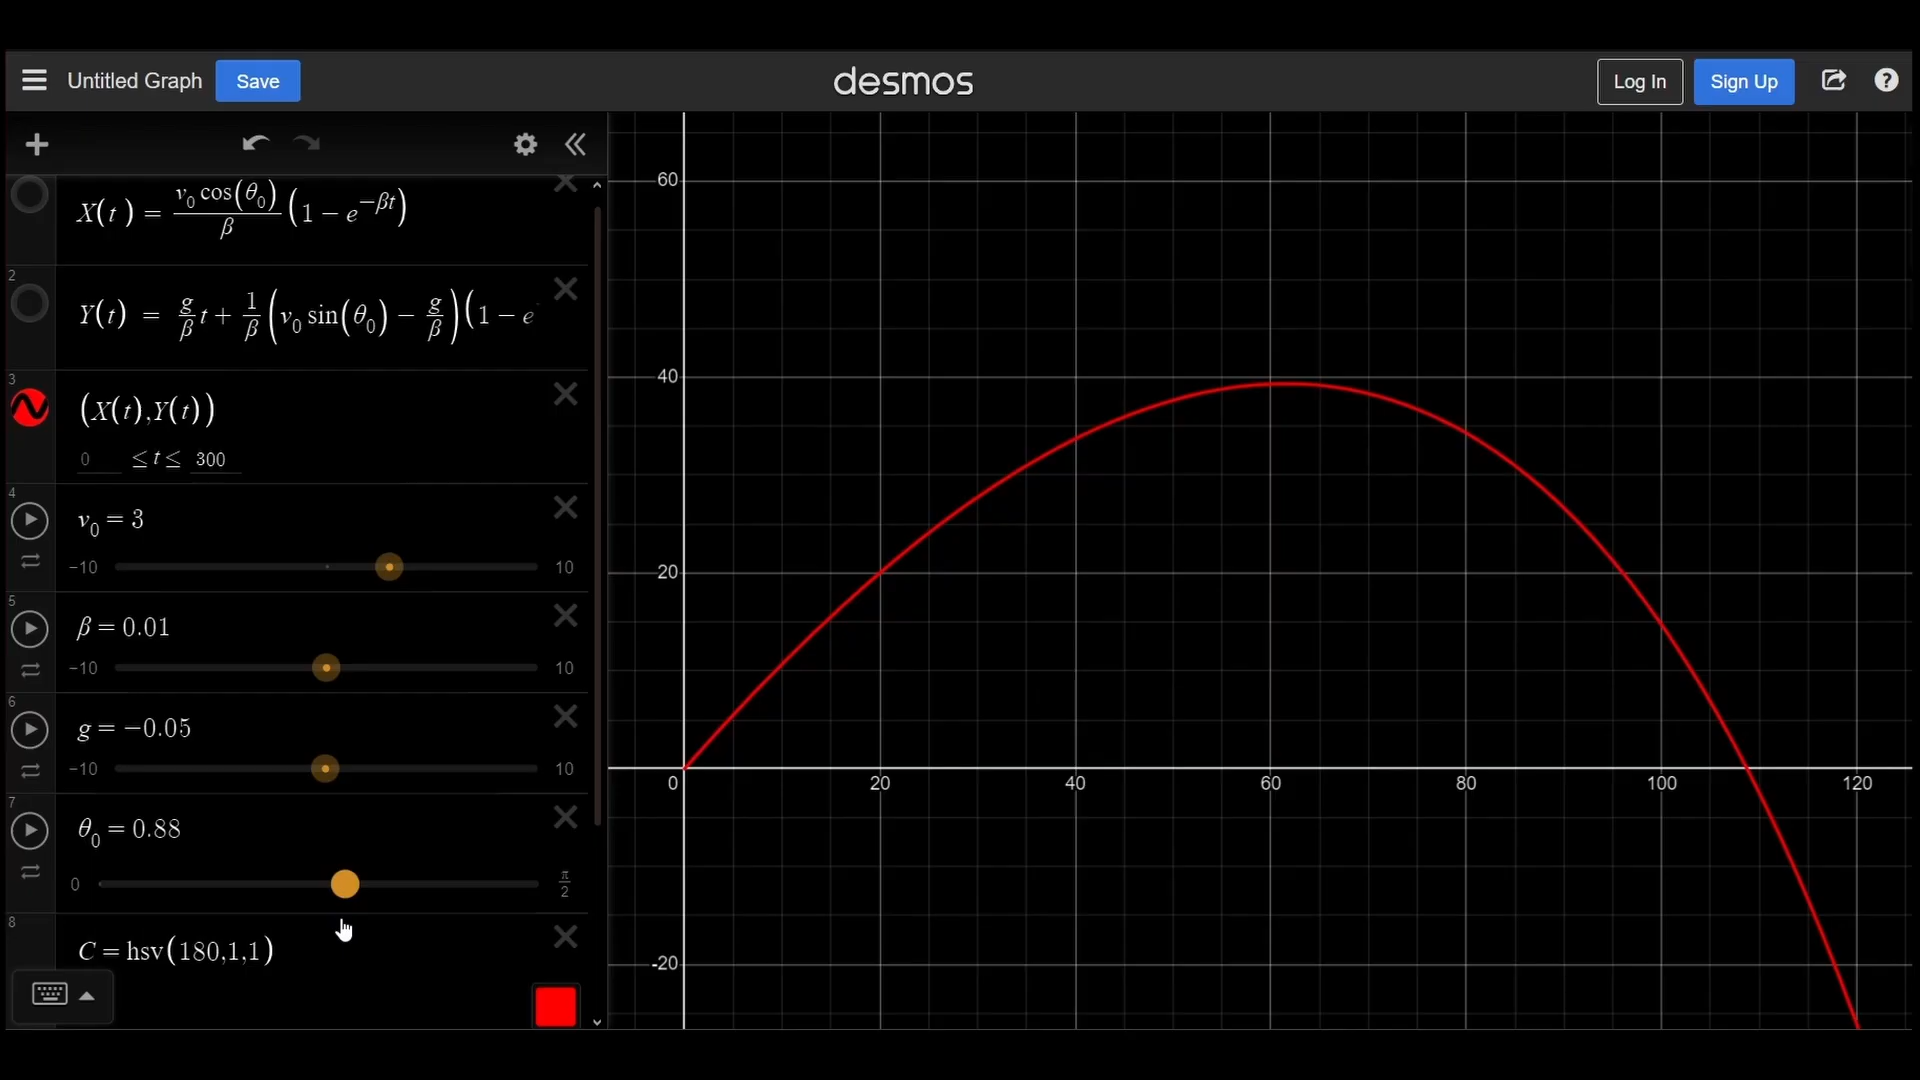 Untitled Graph Save desmos Log In Sign Up
X(t) = v₀cos(θ₀)/β (1 − e^(−βt))
2
Y(t) = g/β t + 1/β (v₀ sin(θ₀) − g/β)(1 − e
3
(X(t),Y(t))
0 ≤ t ≤ 300
4
v₀ = 3
−10 10
5
β = 0.01
−10 10
6
g = −0.05
−10 10
7
θ₀ = 0.88
0 π/2
8
C = hsv(180,1,1)
60
40
20
0 20 40 60 80 100 120
-20